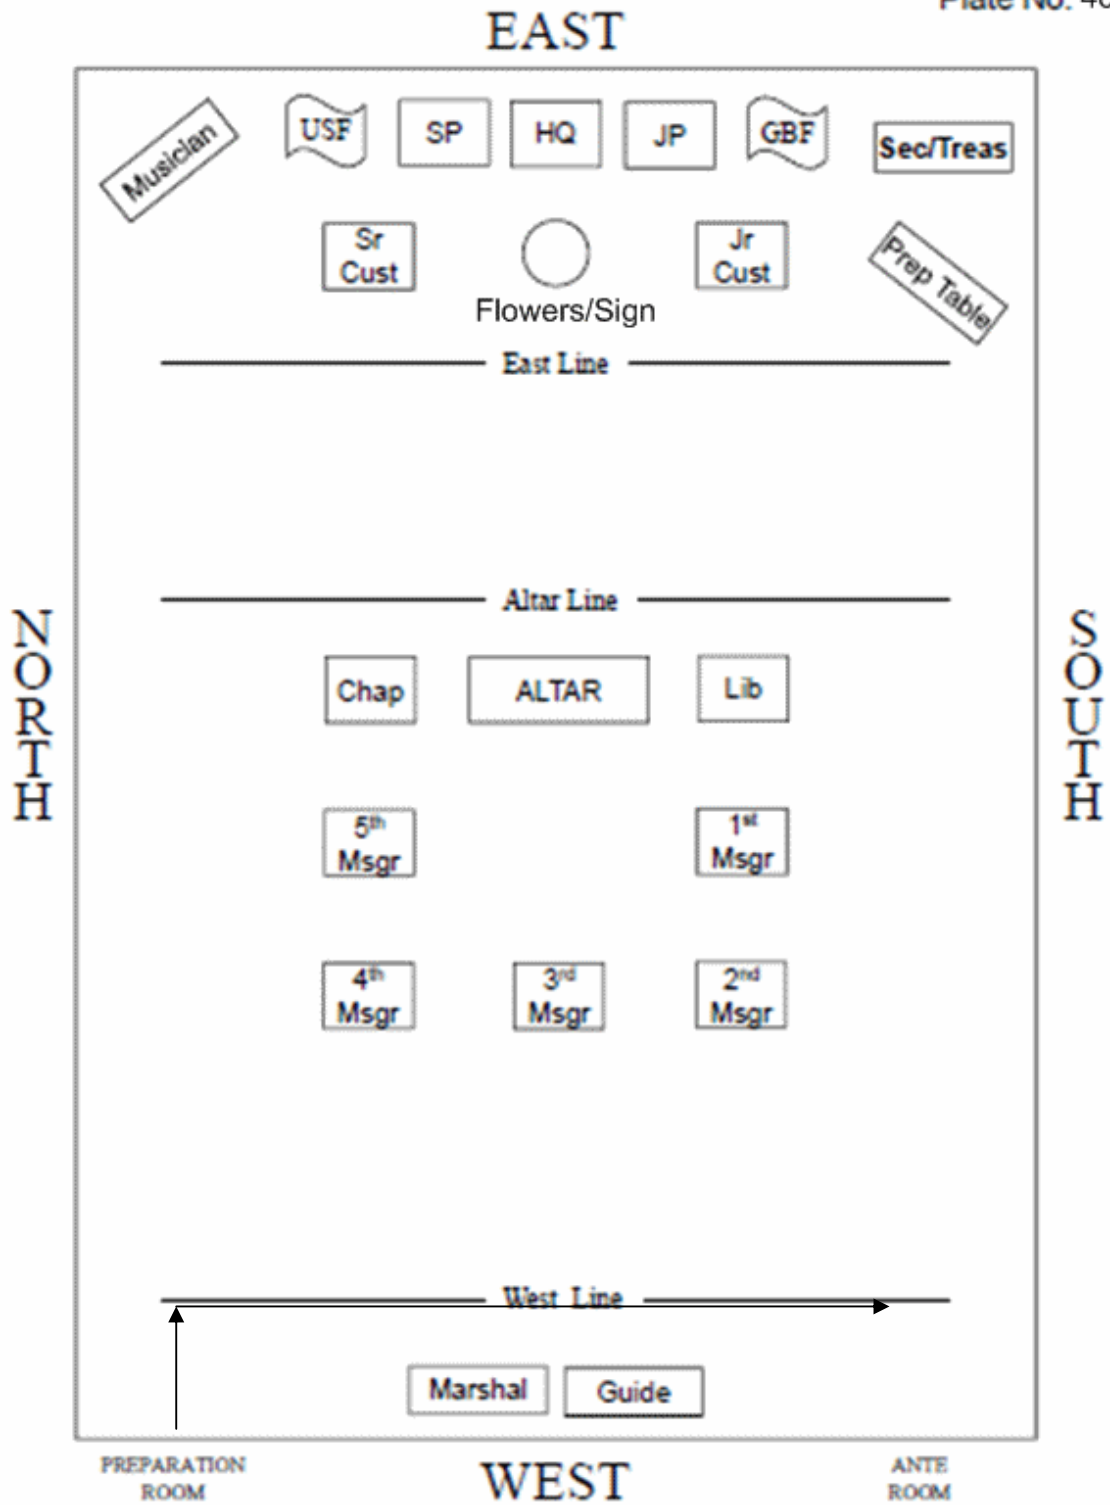 Plate No. 40
EAST
Musician
USF
SP
HQ
JP
GBF
Sec/Treas
Sr
Cust
Jr
Cust
Prep Table
Flowers/Sign
East Line
Altar Line
NORTH
SOUTH
Chap
ALTAR
Lib
5th
Msgr
1st
Msgr
4th
Msgr
3rd
Msgr
2nd
Msgr
West Line
Marshal
Guide
PREPARATION
ROOM
WEST
ANTE
ROOM